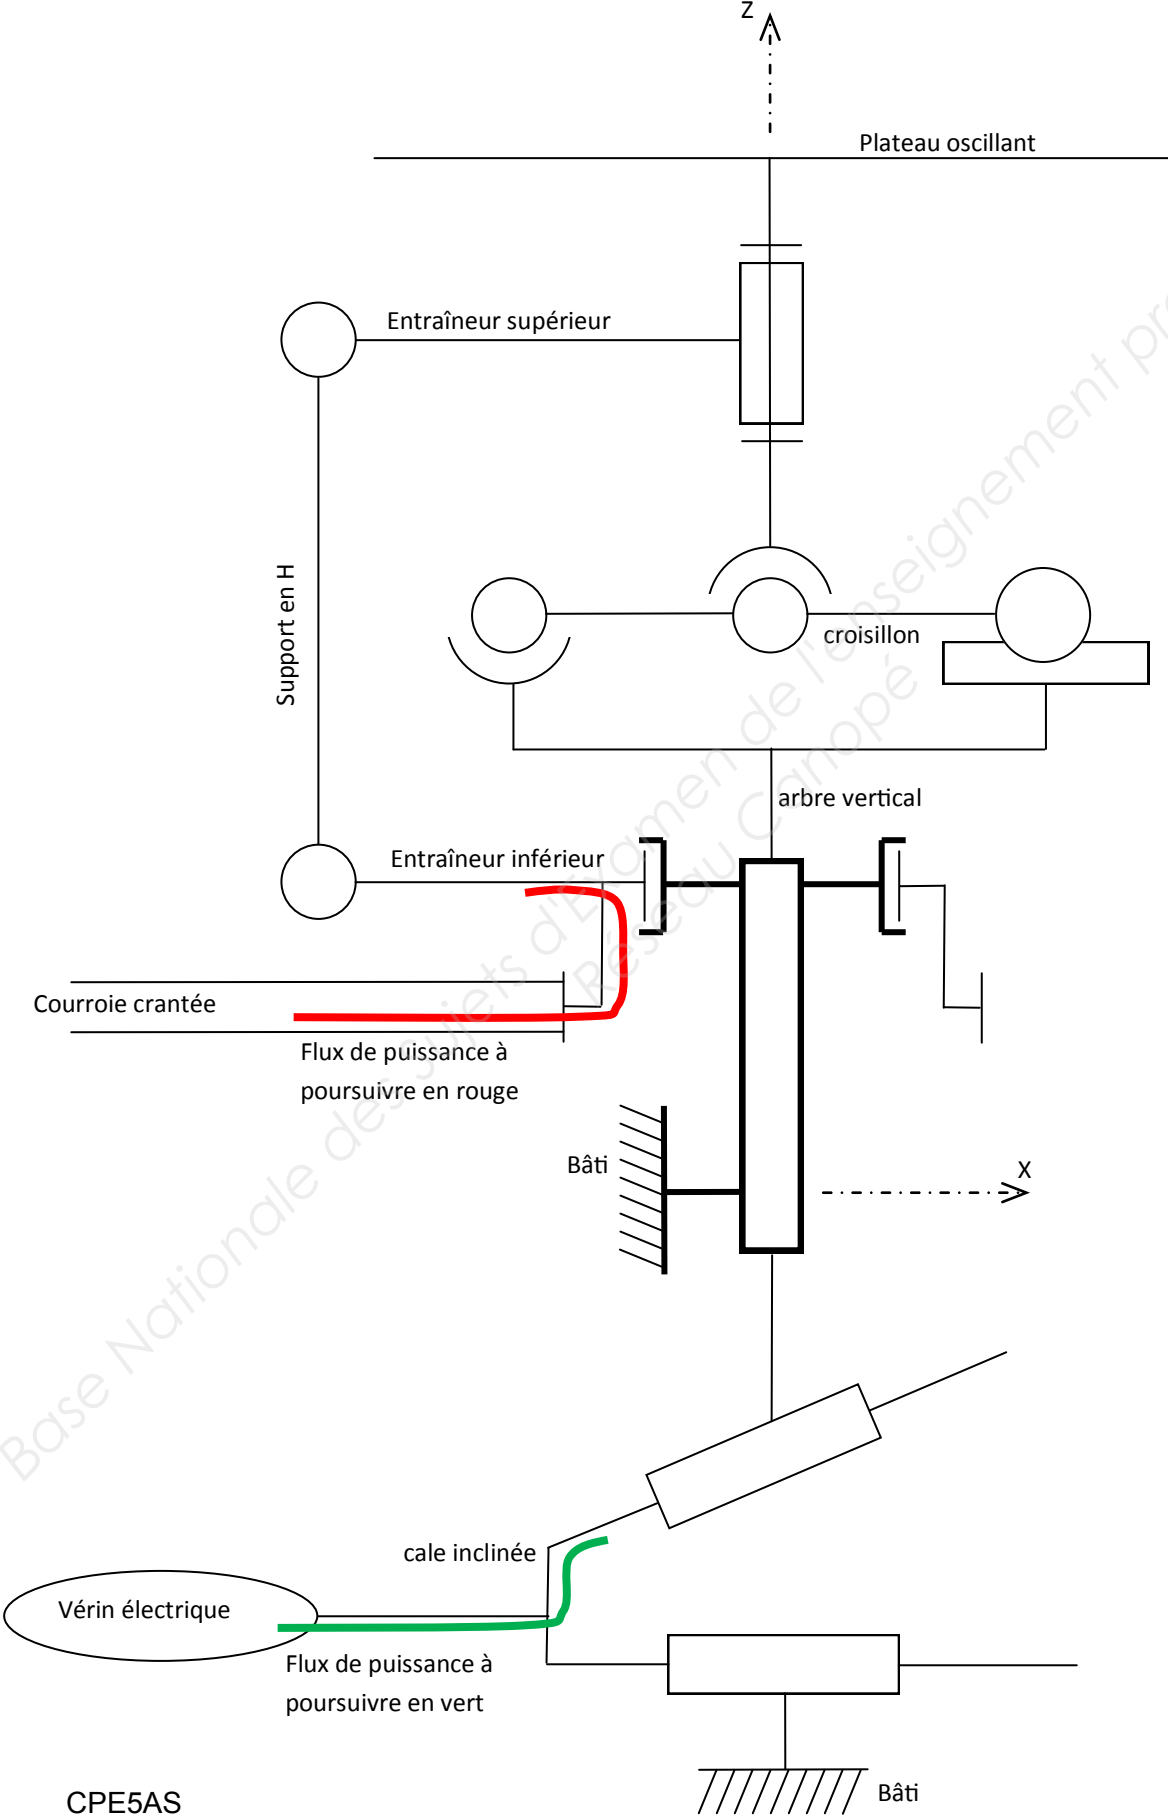 Z
Plateau oscillant
Entraîneur supérieur
Support en H
croisillon
arbre vertical
Entraîneur inférieur
Courroie crantée
Flux de puissance à
poursuivre en rouge
Bâti
X
cale inclinée
Vérin électrique
Flux de puissance à
poursuivre en vert
Bâti
CPE5AS
Base Nationale des sujets d'Examen de l'enseignement pro
Réseau Canopé